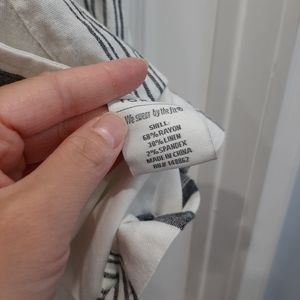 We swear by the fit®
SHELL:
68% RAYON
30% LINEN
2% SPANDEX
MADE IN CHINA